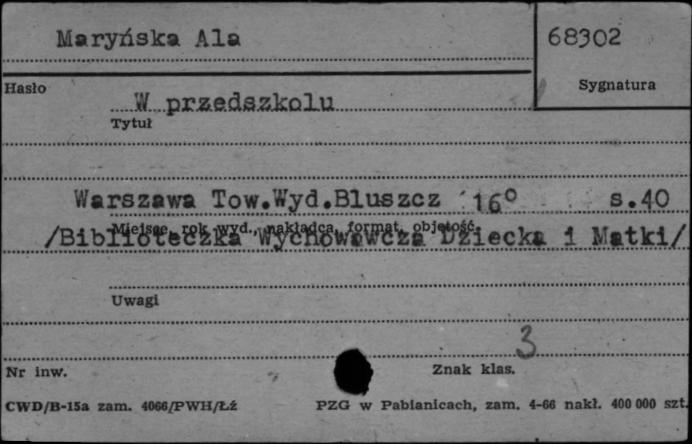 Maryńska Ala
68302
Hasło
Sygnatura
W przedszkolu
Tytuł
Warszawa Tow.Wyd.Bluszcz 16° s.40
Miejsce, rok wyd., nakładca, format, objętość
/Biblioteczka Wychowawcza Dziecka i Matki/
Uwagi
3
Nr inw.
Znak klas.
CWD/B-15a zam. 4066/PWH/Łź
PZG w Pabianicach, zam. 4-66 nakł. 400 000 szt.